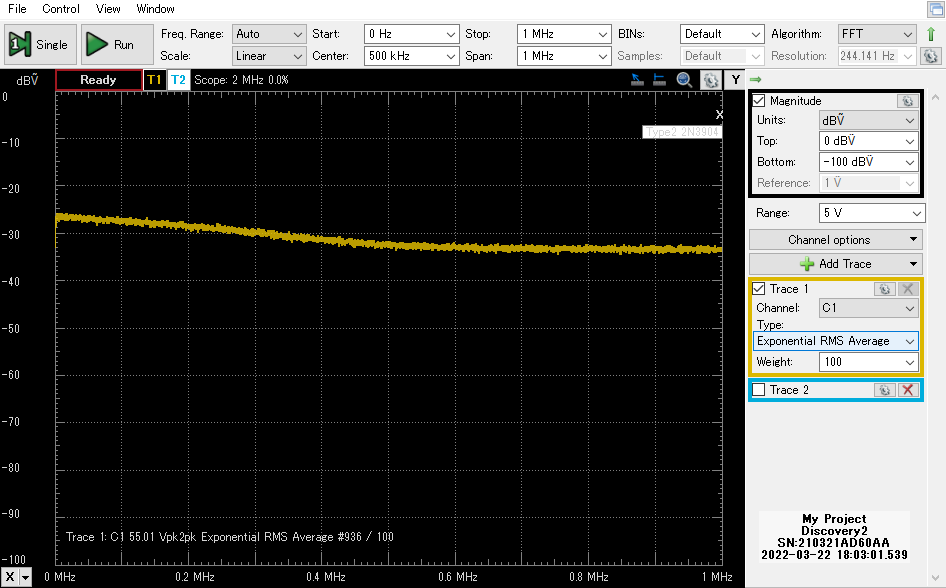 File Control View Window
Single Run Freq. Range: Auto Start: 0 Hz Stop: 1 MHz BINs: Default Algorithm: FFT
Scale: Linear Center: 500 kHz Span: 1 MHz Samples: Default Resolution: 244.141 Hz
dBṼ Ready T1 T2 Scope: 2 MHz 0.0% Y
X
Type2 2N3904
0
-10
-20
-30
-40
-50
-60
-70
-80
-90
-100
Trace 1: C1 55.01 Vpk2pk Exponential RMS Average #936 / 100
X 0 MHz 0.2 MHz 0.4 MHz 0.6 MHz 0.8 MHz 1 MHz
Magnitude
Units: dBṼ
Top: 0 dBṼ
Bottom: -100 dBṼ
Reference: 1 Ṽ
Range: 5 V
Channel options
Add Trace
Trace 1
Channel: C1
Type:
Exponential RMS Average
Weight: 100
Trace 2
My Project
Discovery2
SN:210321AD60AA
2022-03-22 18:03:01.539